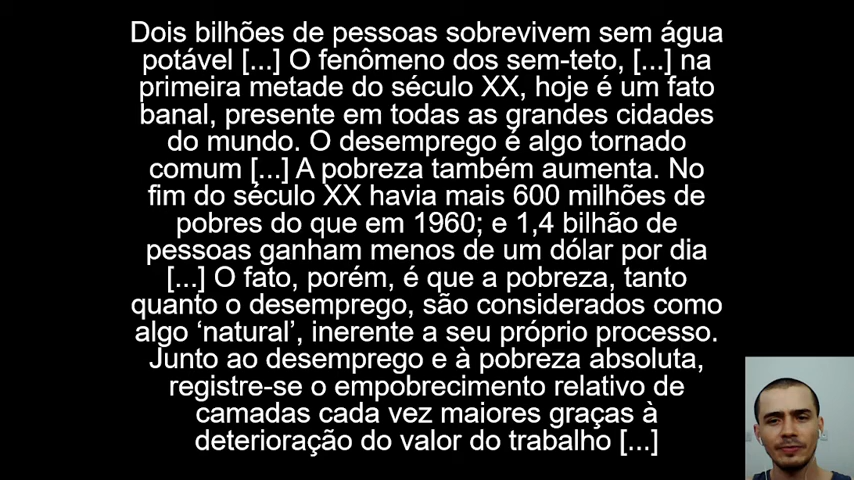 Dois bilhões de pessoas sobrevivem sem água
potável [...] O fenômeno dos sem-teto, [...] na
primeira metade do século XX, hoje é um fato
banal, presente em todas as grandes cidades
do mundo. O desemprego é algo tornado
comum [...] A pobreza também aumenta. No
fim do século XX havia mais 600 milhões de
pobres do que em 1960; e 1,4 bilhão de
pessoas ganham menos de um dólar por dia
[...] O fato, porém, é que a pobreza, tanto
quanto o desemprego, são considerados como
algo ‘natural’, inerente a seu próprio processo.
Junto ao desemprego e à pobreza absoluta,
registre-se o empobrecimento relativo de
camadas cada vez maiores graças à
deterioração do valor do trabalho [...]